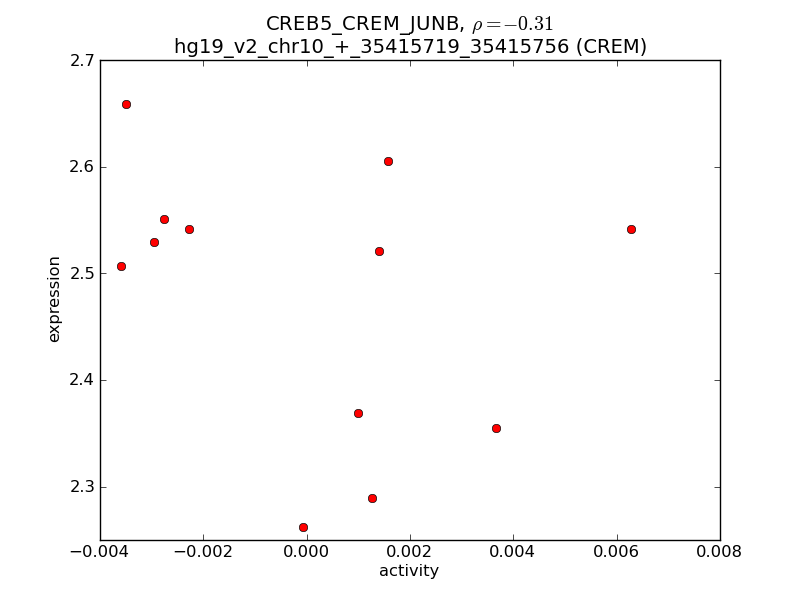 CREB5_CREM_JUNB, ρ=−0.31
hg19_v2_chr10_+_35415719_35415756 (CREM)
2.7
2.6
2.5
2.4
2.3
expression
−0.004 −0.002 0.000 0.002 0.004 0.006 0.008
activity